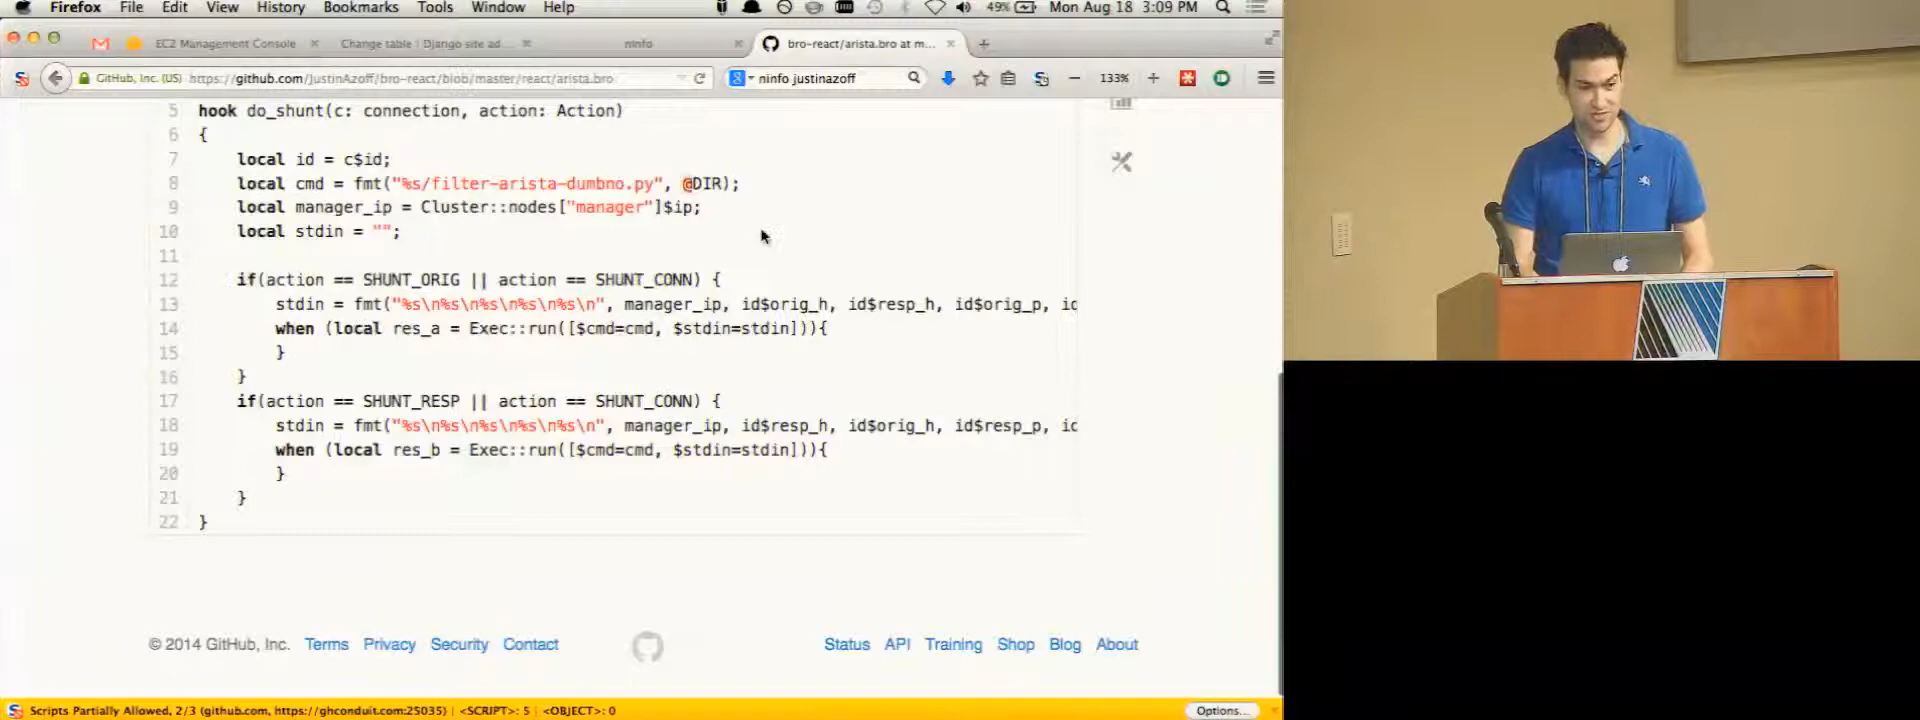 Firefox File Edit View History Bookmarks Tools Window Help 49% Mon Aug 18 3:09 PM
EC2 Management Console Change table | Django site ad... ninfo bro-react/arista.bro at m...
GitHub, Inc. (US) https://github.com/JustinAzoff/bro-react/blob/master/react/arista.bro ninfo justinazoff 133%
5 hook do_shunt(c: connection, action: Action)
6 {
7 local id = c$id;
8 local cmd = fmt("%s/filter-arista-dumbno.py", @DIR);
9 local manager_ip = Cluster::nodes["manager"]$ip;
10 local stdin = "";
11
12 if(action == SHUNT_ORIG || action == SHUNT_CONN) {
13 stdin = fmt("%s\n%s\n%s\n%s\n%s\n", manager_ip, id$orig_h, id$resp_h, id$orig_p, id
14 when (local res_a = Exec::run([$cmd=cmd, $stdin=stdin])){
15 }
16 }
17 if(action == SHUNT_RESP || action == SHUNT_CONN) {
18 stdin = fmt("%s\n%s\n%s\n%s\n%s\n", manager_ip, id$resp_h, id$orig_h, id$resp_p, id
19 when (local res_b = Exec::run([$cmd=cmd, $stdin=stdin])){
20 }
21 }
22 }
© 2014 GitHub, Inc. Terms Privacy Security Contact Status API Training Shop Blog About
Scripts Partially Allowed, 2/3 (github.com, https://ghconduit.com:25035) | <SCRIPT>: 5 | <OBJECT>: 0 Options...